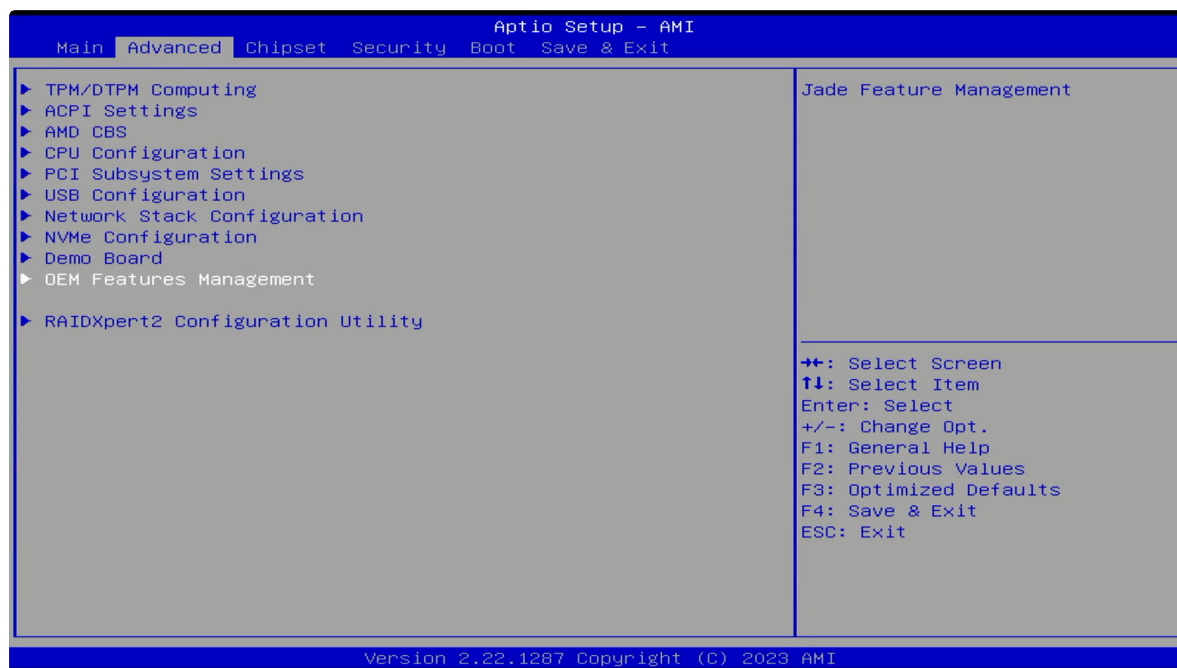 Aptio Setup – AMI
Main Advanced Chipset Security Boot Save & Exit
▶ TPM/DTPM Computing
▶ ACPI Settings
▶ AMD CBS
▶ CPU Configuration
▶ PCI Subsystem Settings
▶ USB Configuration
▶ Network Stack Configuration
▶ NVMe Configuration
▶ Demo Board
▶ OEM Features Management
▶ RAIDXpert2 Configuration Utility
Jade Feature Management
→←: Select Screen
↑↓: Select Item
Enter: Select
+/-: Change Opt.
F1: General Help
F2: Previous Values
F3: Optimized Defaults
F4: Save & Exit
ESC: Exit
Version 2.22.1287 Copyright (C) 2023 AMI